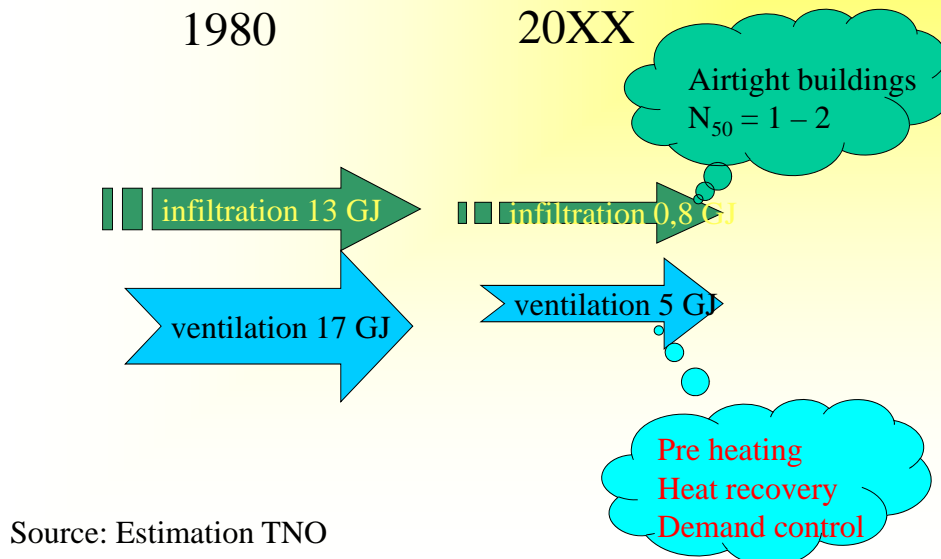 1980
20XX
Airtight buildings
N₅₀ = 1 – 2
infiltration 13 GJ
infiltration 0,8 GJ
ventilation 17 GJ
ventilation 5 GJ
Pre heating
Heat recovery
Demand control
Source: Estimation TNO